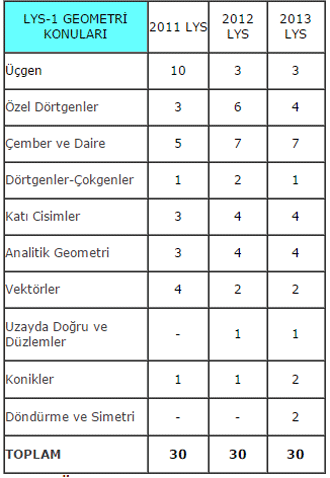 LYS-1 GEOMETRİ KONULARI 2011 LYS 2012 LYS 2013 LYS
Üçgen 10 3 3
Özel Dörtgenler 3 6 4
Çember ve Daire 5 7 7
Dörtgenler-Çokgenler 1 2 1
Katı Cisimler 3 4 4
Analitik Geometri 3 4 4
Vektörler 4 2 2
Uzayda Doğru ve Düzlemler - 1 1
Konikler 1 1 2
Döndürme ve Simetri - - 2
TOPLAM 30 30 30